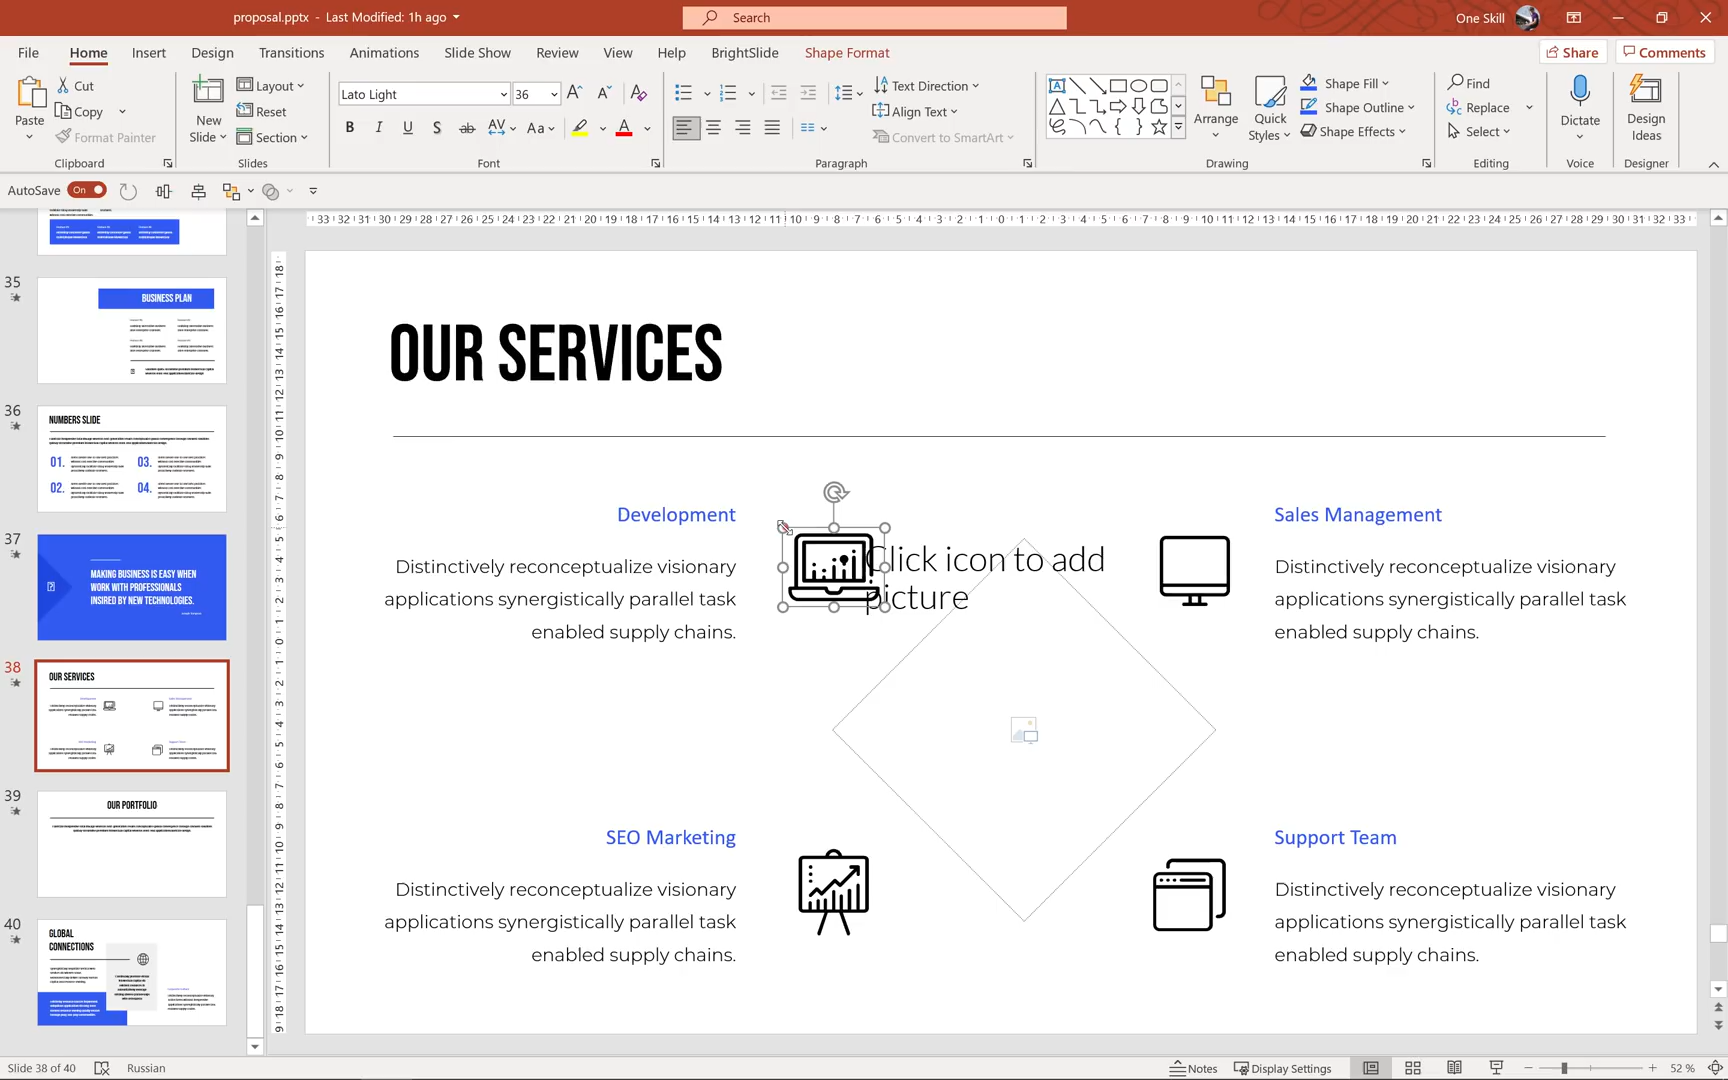 proposal.pptx - Last Modified: 1h ago
Search
One Skill
File Home Insert Design Transitions Animations Slide Show Review View Help BrightSlide Shape Format
Share Comments
Paste
Cut
Copy
Format Painter
Clipboard
New Slide
Layout
Reset
Section
Slides
Lato Light 36
Font
Text Direction
Align Text
Convert to SmartArt
Paragraph
Arrange
Quick Styles
Shape Fill
Shape Outline
Shape Effects
Drawing
Find
Replace
Select
Editing
Dictate
Voice
Design Ideas
Designer
AutoSave On
35
BUSINESS PLAN
36
NUMBERS SLIDE
01. 03.
02. 04.
37
MAKING BUSINESS IS EASY WHEN
WORK WITH PROFESSIONALS
INSIRED BY NEW TECHNOLOGIES.
38
OUR SERVICES
39
OUR PORTFOLIO
40
GLOBAL
CONNECTIONS
OUR SERVICES
Development
Distinctively reconceptualize visionary
applications synergistically parallel task
enabled supply chains.
Click icon to add
picture
Sales Management
Distinctively reconceptualize visionary
applications synergistically parallel task
enabled supply chains.
SEO Marketing
Distinctively reconceptualize visionary
applications synergistically parallel task
enabled supply chains.
Support Team
Distinctively reconceptualize visionary
applications synergistically parallel task
enabled supply chains.
Slide 38 of 40
Russian
Notes
Display Settings
52 %